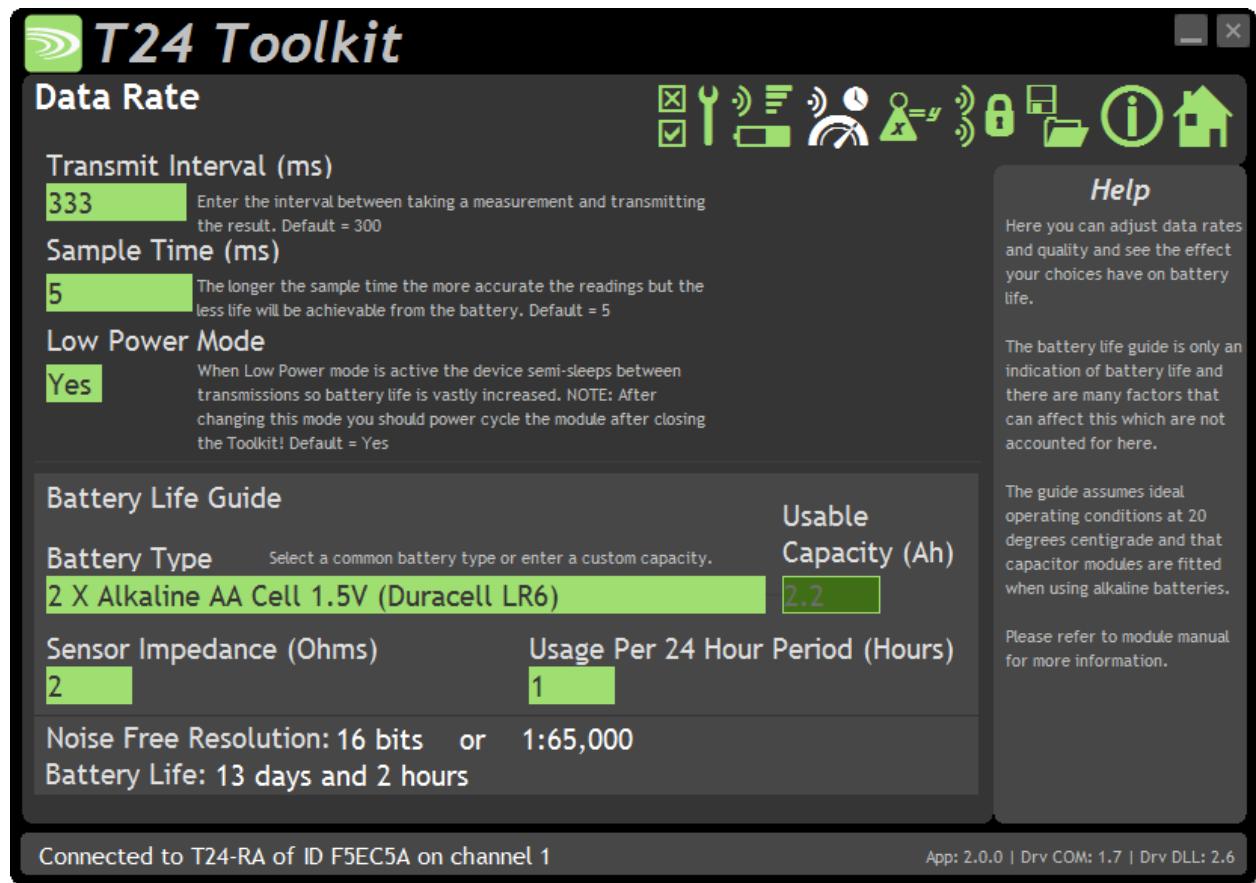 T24 Toolkit
Data Rate
x=y
Transmit Interval (ms)
333
Enter the interval between taking a measurement and transmitting
the result. Default = 300
Sample Time (ms)
5
The longer the sample time the more accurate the readings but the
less life will be achievable from the battery. Default = 5
Low Power Mode
Yes
When Low Power mode is active the device semi-sleeps between
transmissions so battery life is vastly increased. NOTE: After
changing this mode you should power cycle the module after closing
the Toolkit! Default = Yes
Battery Life Guide
Battery Type
Select a common battery type or enter a custom capacity.
Usable
Capacity (Ah)
2 X Alkaline AA Cell 1.5V (Duracell LR6)
2.2
Sensor Impedance (Ohms)
Usage Per 24 Hour Period (Hours)
2
1
Noise Free Resolution: 16 bits or 1:65,000
Battery Life: 13 days and 2 hours
Help
Here you can adjust data rates
and quality and see the effect
your choices have on battery
life.
The battery life guide is only an
indication of battery life and
there are many factors that
can affect this which are not
accounted for here.
The guide assumes ideal
operating conditions at 20
degrees centigrade and that
capacitor modules are fitted
when using alkaline batteries.
Please refer to module manual
for more information.
Connected to T24-RA of ID F5EC5A on channel 1
App: 2.0.0 | Drv COM: 1.7 | Drv DLL: 2.6